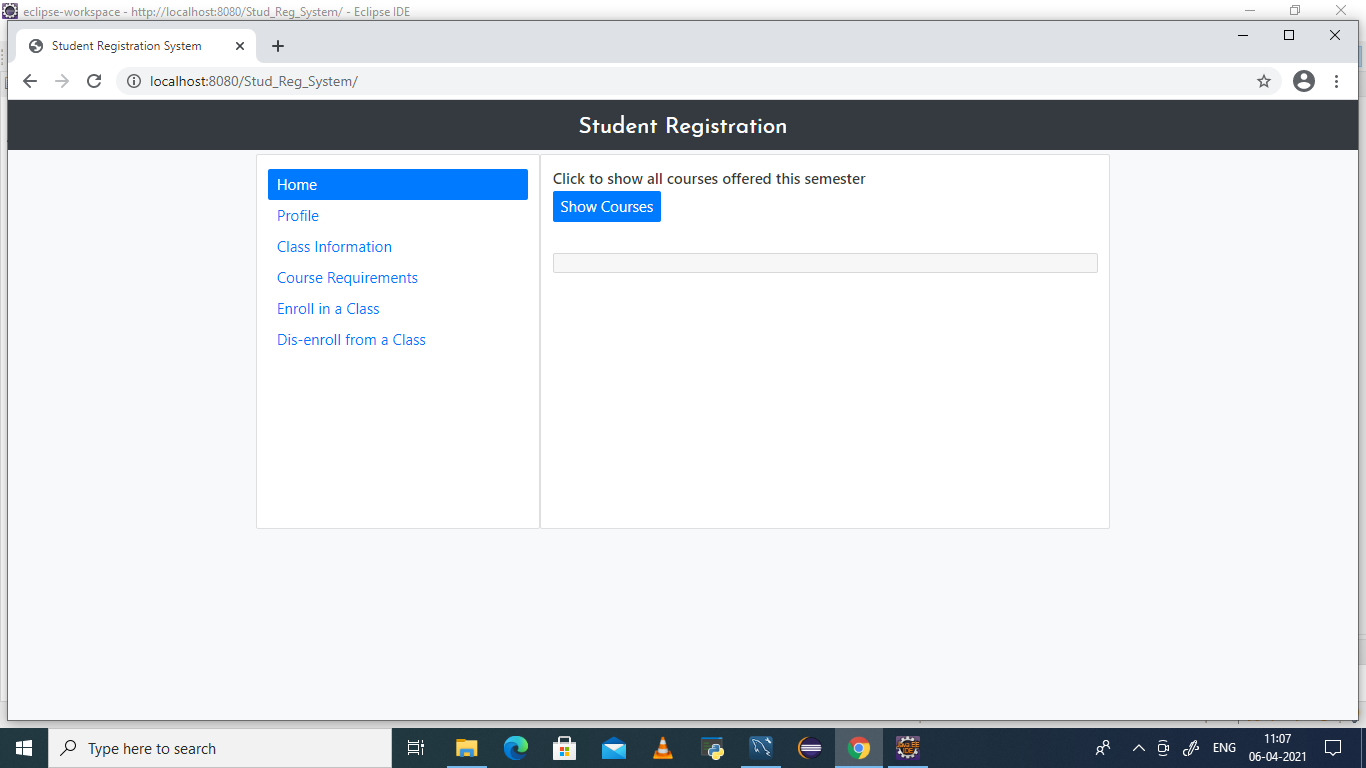 eclipse-workspace - http://localhost:8080/Stud_Reg_System/ - Eclipse IDE
Student Registration System
localhost:8080/Stud_Reg_System/
Student Registration
Home
Profile
Class Information
Course Requirements
Enroll in a Class
Dis-enroll from a Class
Click to show all courses offered this semester
Show Courses
Type here to search
ENG
11:07
06-04-2021